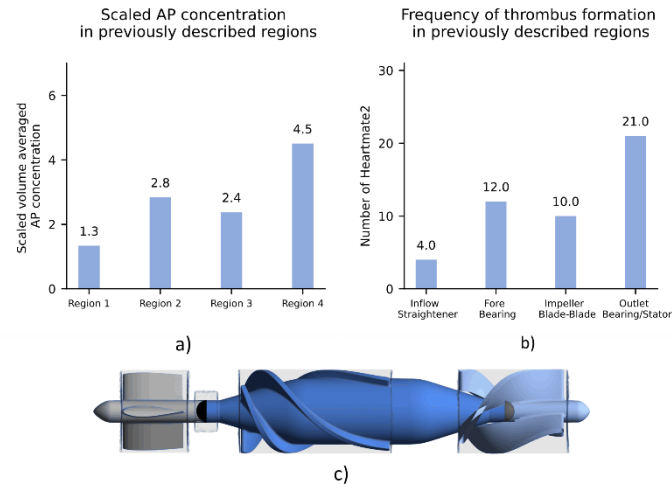 Scaled AP concentration
in previously described regions
Scaled volume averaged
AP concentration
6
4
2
0
1.3
2.8
2.4
4.5
Region 1
Region 2
Region 3
Region 4
a)
Frequency of thrombus formation
in previously described regions
Number of Heartmate2
30
20
10
0
4.0
12.0
10.0
21.0
Inflow
Straightener
Fore
Bearing
Impeller
Blade-Blade
Outlet
Bearing/Stator
b)
c)